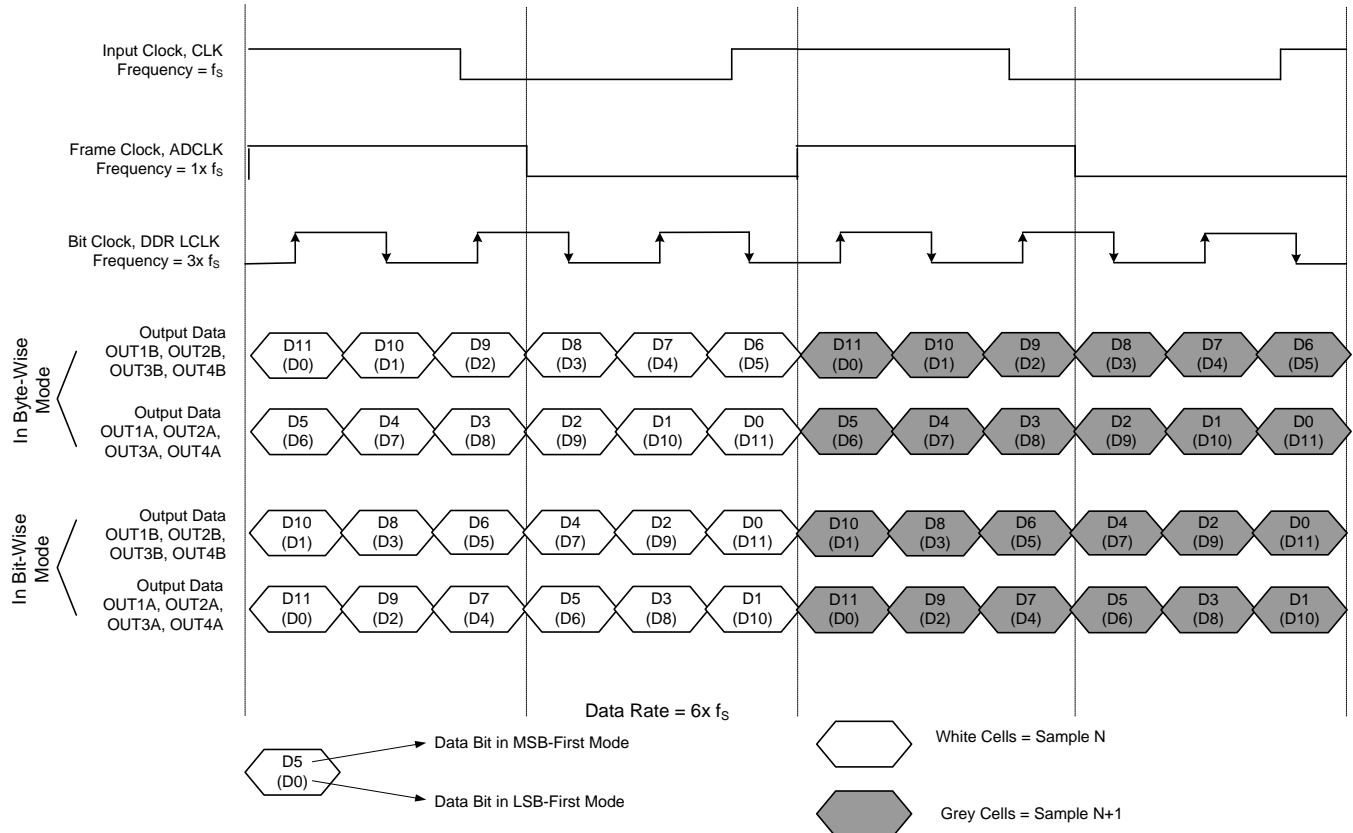 Input Clock, CLK
Frequency = fS
Frame Clock, ADCLK
Frequency = 1x fS
Bit Clock, DDR LCLK
Frequency = 3x fS
In Byte-Wise
Mode
Output Data
OUT1B, OUT2B,
OUT3B, OUT4B
D11 D10 D9 D8 D7 D6 D11 D10 D9 D8 D7 D6
(D0) (D1) (D2) (D3) (D4) (D5) (D0) (D1) (D2) (D3) (D4) (D5)
Output Data
OUT1A, OUT2A,
OUT3A, OUT4A
D5 D4 D3 D2 D1 D0 D5 D4 D3 D2 D1 D0
(D6) (D7) (D8) (D9) (D10) (D11) (D6) (D7) (D8) (D9) (D10) (D11)
In Bit-Wise
Mode
Output Data
OUT1B, OUT2B,
OUT3B, OUT4B
D10 D8 D6 D4 D2 D0 D10 D8 D6 D4 D2 D0
(D1) (D3) (D5) (D7) (D9) (D11) (D1) (D3) (D5) (D7) (D9) (D11)
Output Data
OUT1A, OUT2A,
OUT3A, OUT4A
D11 D9 D7 D5 D3 D1 D11 D9 D7 D5 D3 D1
(D0) (D2) (D4) (D6) (D8) (D10) (D0) (D2) (D4) (D6) (D8) (D10)
Data Rate = 6x fS
D5
(D0)
Data Bit in MSB-First Mode
Data Bit in LSB-First Mode
White Cells = Sample N
Grey Cells = Sample N+1